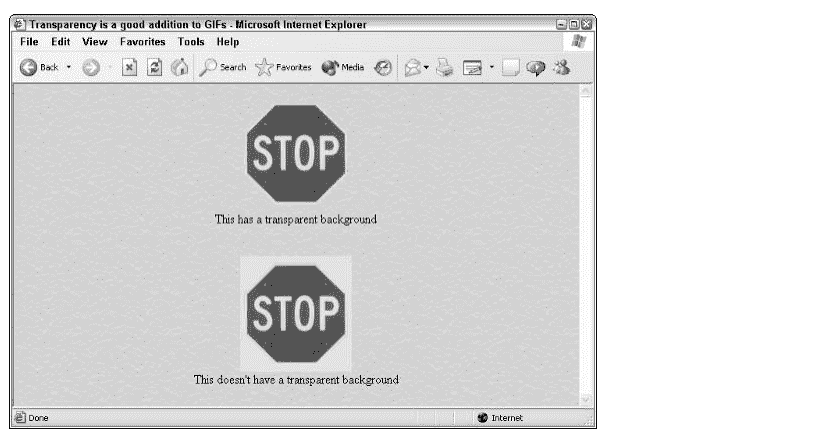 Transparency is a good addition to GIFs - Microsoft Internet Explorer
File Edit View Favorites Tools Help
Back Search Favorites Media
STOP
This has a transparent background
STOP
This doesn't have a transparent background
Done Internet